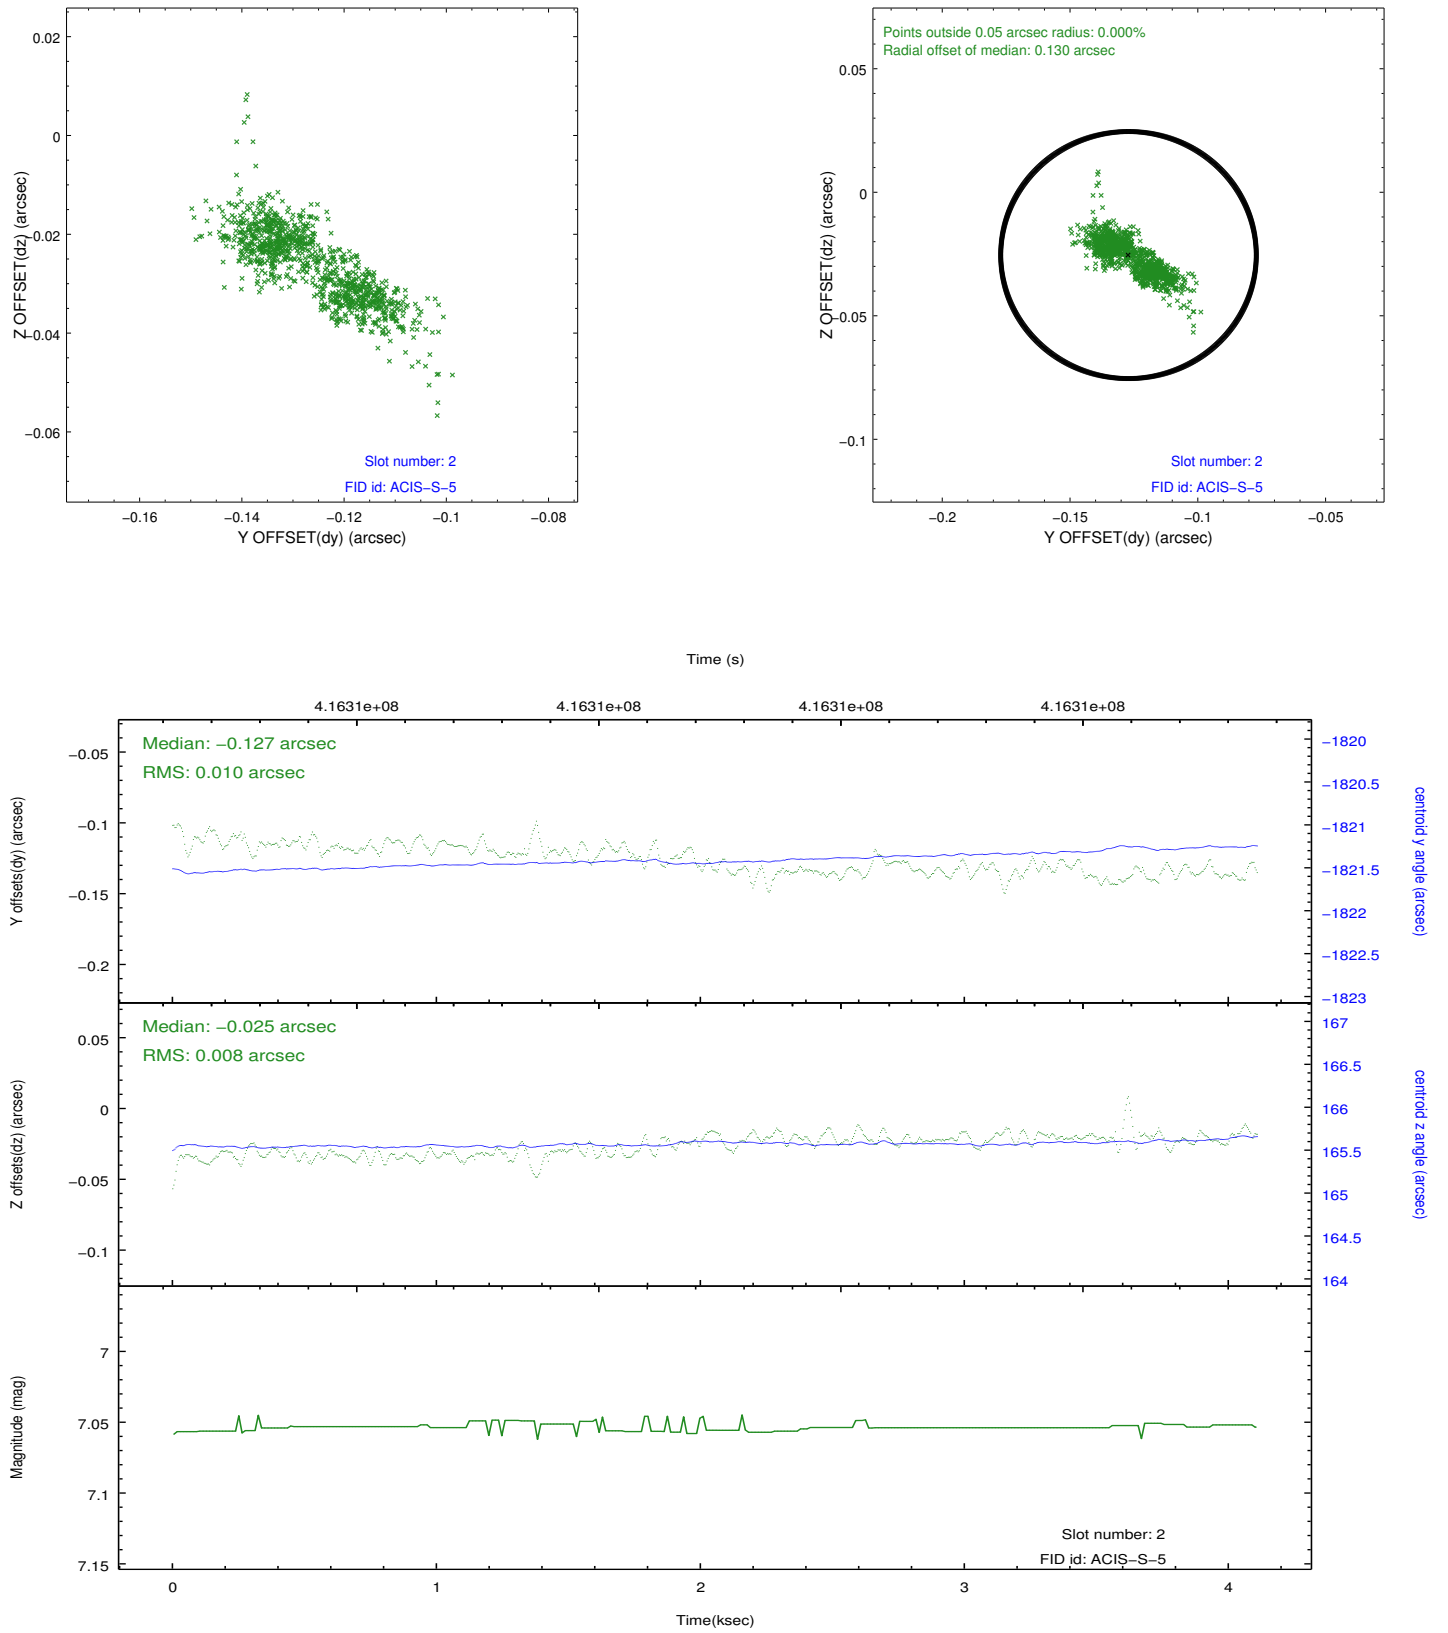 0.02
0
−0.02
−0.04
−0.06
Z OFFSET(dz) (arcsec)
Slot number: 2
FID id: ACIS−S−5
−0.16
−0.14
−0.12
−0.1
−0.08
Y OFFSET(dy) (arcsec)
Points outside 0.05 arcsec radius: 0.000%
Radial offset of median: 0.130 arcsec
0.05
0
−0.05
−0.1
Z OFFSET(dz) (arcsec)
Slot number: 2
FID id: ACIS−S−5
−0.2
−0.15
−0.1
−0.05
Y OFFSET(dy) (arcsec)
Time (s)
4.1631e+08
4.1631e+08
4.1631e+08
4.1631e+08
Median: −0.127 arcsec
RMS: 0.010 arcsec
−0.05
−0.1
−0.15
−0.2
Y offsets(dy) (arcsec)
−1820
−1820.5
−1821
−1821.5
−1822
−1822.5
−1823
centroid y angle (arcsec)
Median: −0.025 arcsec
RMS: 0.008 arcsec
0.05
0
−0.05
−0.1
Z offsets(dz) (arcsec)
167
166.5
166
165.5
165
164.5
164
centroid z angle (arcsec)
7
7.05
7.1
7.15
Magnitude (mag)
Slot number: 2
FID id: ACIS−S−5
0
1
2
3
4
Time(ksec)